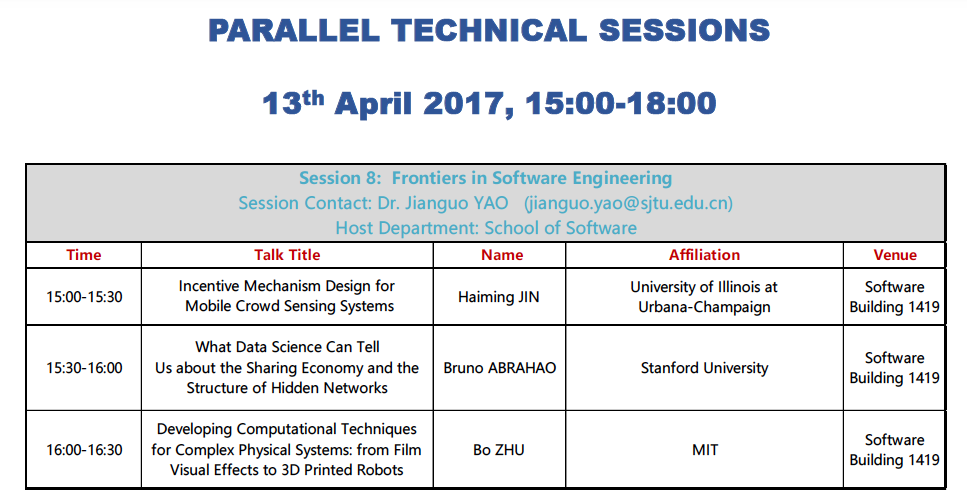 PARALLEL TECHNICAL SESSIONS
13th April 2017, 15:00-18:00
Session 8: Frontiers in Software Engineering
Session Contact: Dr. Jianguo YAO (jianguo.yao@sjtu.edu.cn)
Host Department: School of Software
Time Talk Title Name Affiliation Venue
15:00-15:30
Incentive Mechanism Design for
Mobile Crowd Sensing Systems
Haiming JIN
University of Illinois at
Urbana-Champaign
Software
Building 1419
15:30-16:00
What Data Science Can Tell
Us about the Sharing Economy and the
Structure of Hidden Networks
Bruno ABRAHAO
Stanford University
Software
Building 1419
16:00-16:30
Developing Computational Techniques
for Complex Physical Systems: from Film
Visual Effects to 3D Printed Robots
Bo ZHU
MIT
Software
Building 1419